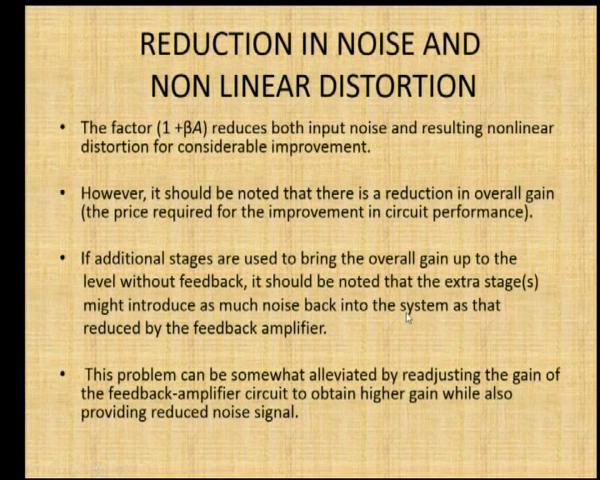 REDUCTION IN NOISE AND
NON LINEAR DISTORTION
• The factor (1 +βA) reduces both input noise and resulting nonlinear
distortion for considerable improvement.
• However, it should be noted that there is a reduction in overall gain
(the price required for the improvement in circuit performance).
• If additional stages are used to bring the overall gain up to the
level without feedback, it should be noted that the extra stage(s)
might introduce as much noise back into the system as that
reduced by the feedback amplifier.
• This problem can be somewhat alleviated by readjusting the gain of
the feedback-amplifier circuit to obtain higher gain while also
providing reduced noise signal.